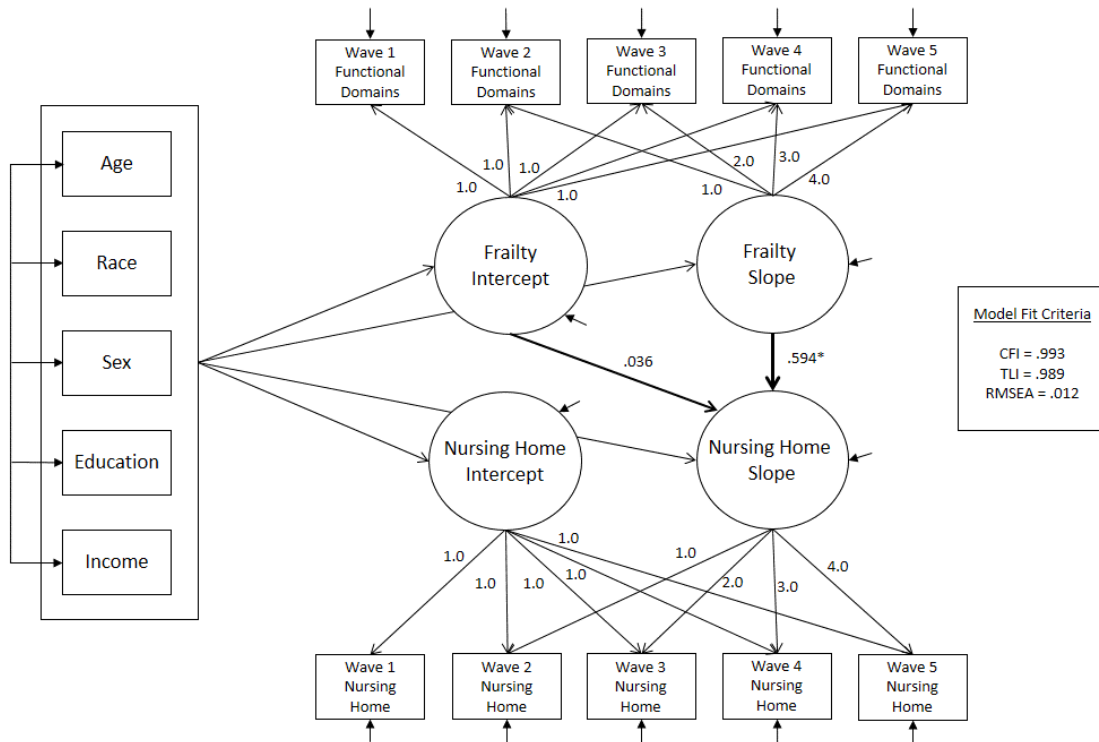 Wave 1
Functional
Domains
Wave 2
Functional
Domains
Wave 3
Functional
Domains
Wave 4
Functional
Domains
Wave 5
Functional
Domains
Age
Race
Sex
Education
Income
1.0
1.0
1.0
1.0
1.0
2.0
3.0
4.0
Frailty
Intercept
Frailty
Slope
.036
.594*
Nursing Home
Intercept
Nursing Home
Slope
Model Fit Criteria
CFI = .993
TLI = .989
RMSEA = .012
1.0
1.0
1.0
1.0
1.0
1.0
2.0
3.0
4.0
Wave 1
Nursing
Home
Wave 2
Nursing
Home
Wave 3
Nursing
Home
Wave 4
Nursing
Home
Wave 5
Nursing
Home